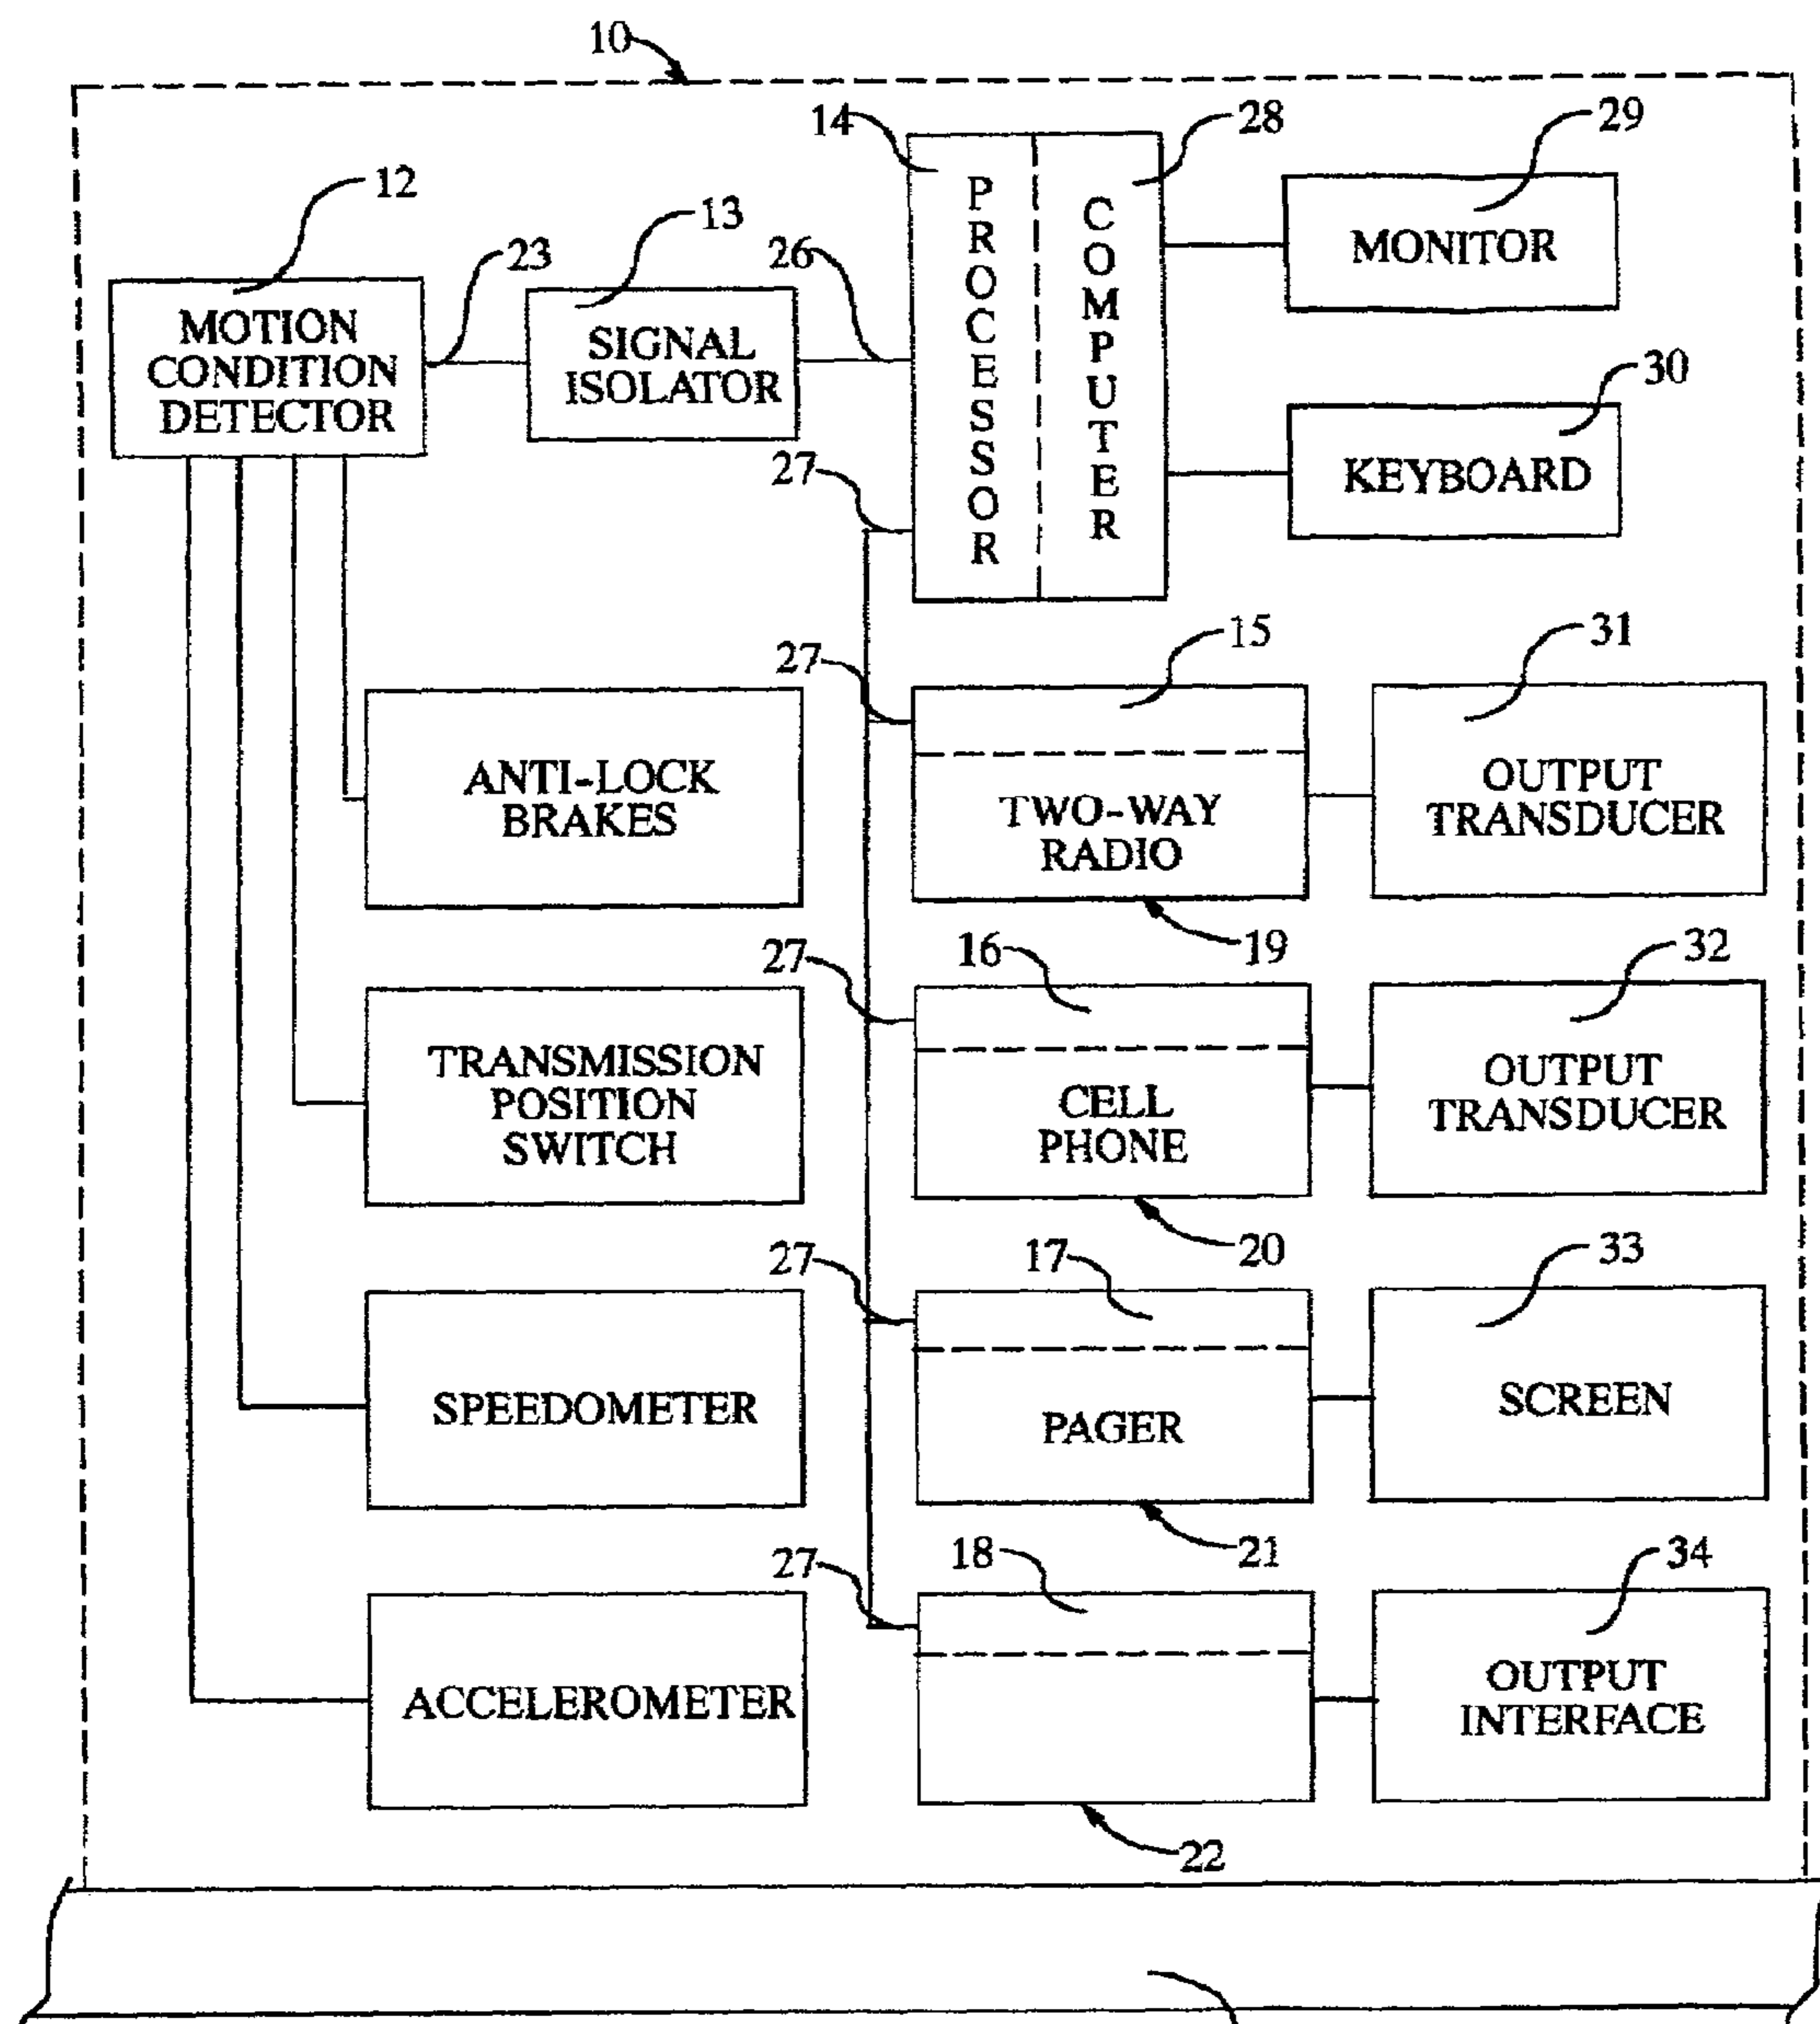 10
14
28
29
12
13
23
26
PROCESSOR
COMPUTER
MONITOR
MOTION
CONDITION
DETECTOR
SIGNAL
ISOLATOR
30
KEYBOARD
27
27
15
31
ANTI-LOCK
BRAKES
TWO-WAY
RADIO
OUTPUT
TRANSDUCER
19
27
16
32
TRANSMISSION
POSITION
SWITCH
CELL
PHONE
OUTPUT
TRANSDUCER
20
27
17
33
SPEEDOMETER
PAGER
SCREEN
21
27
18
34
ACCELEROMETER
OUTPUT
INTERFACE
22